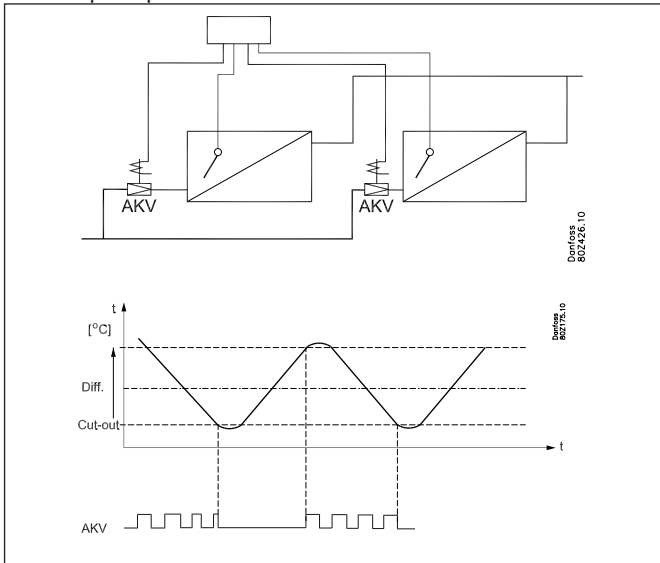 AKV
AKV
Danfoss
80Z426.10
t
[°C]
Diff.
Cut-out
t
AKV
Danfoss
80Z175.10